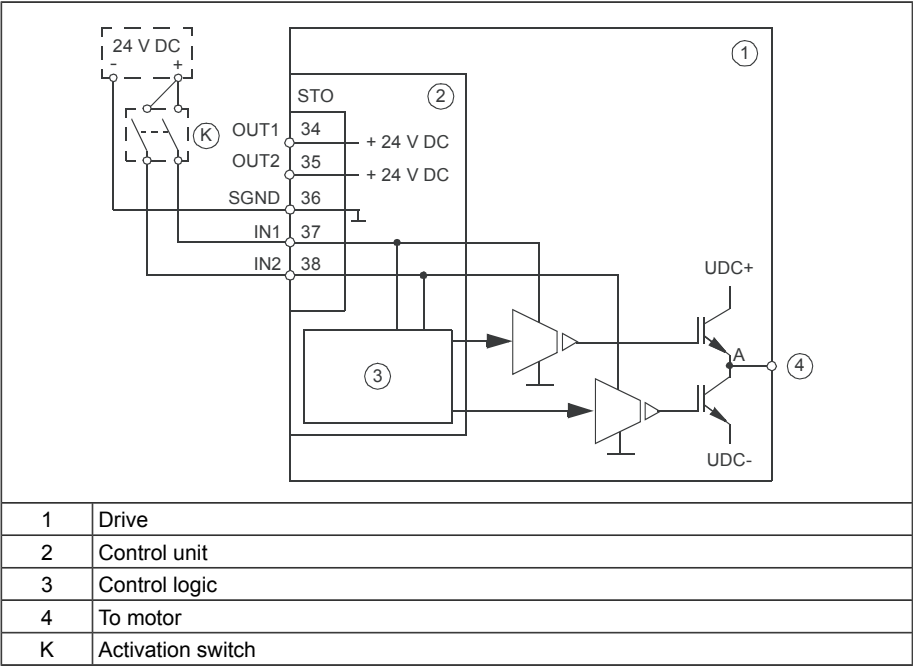 24 V DC
- +
1
2
STO
K
OUT1 34 + 24 V DC
OUT2 35 + 24 V DC
SGND 36
IN1 37
IN2 38
UDC+
A
3
4
UDC-
1 Drive
2 Control unit
3 Control logic
4 To motor
K Activation switch